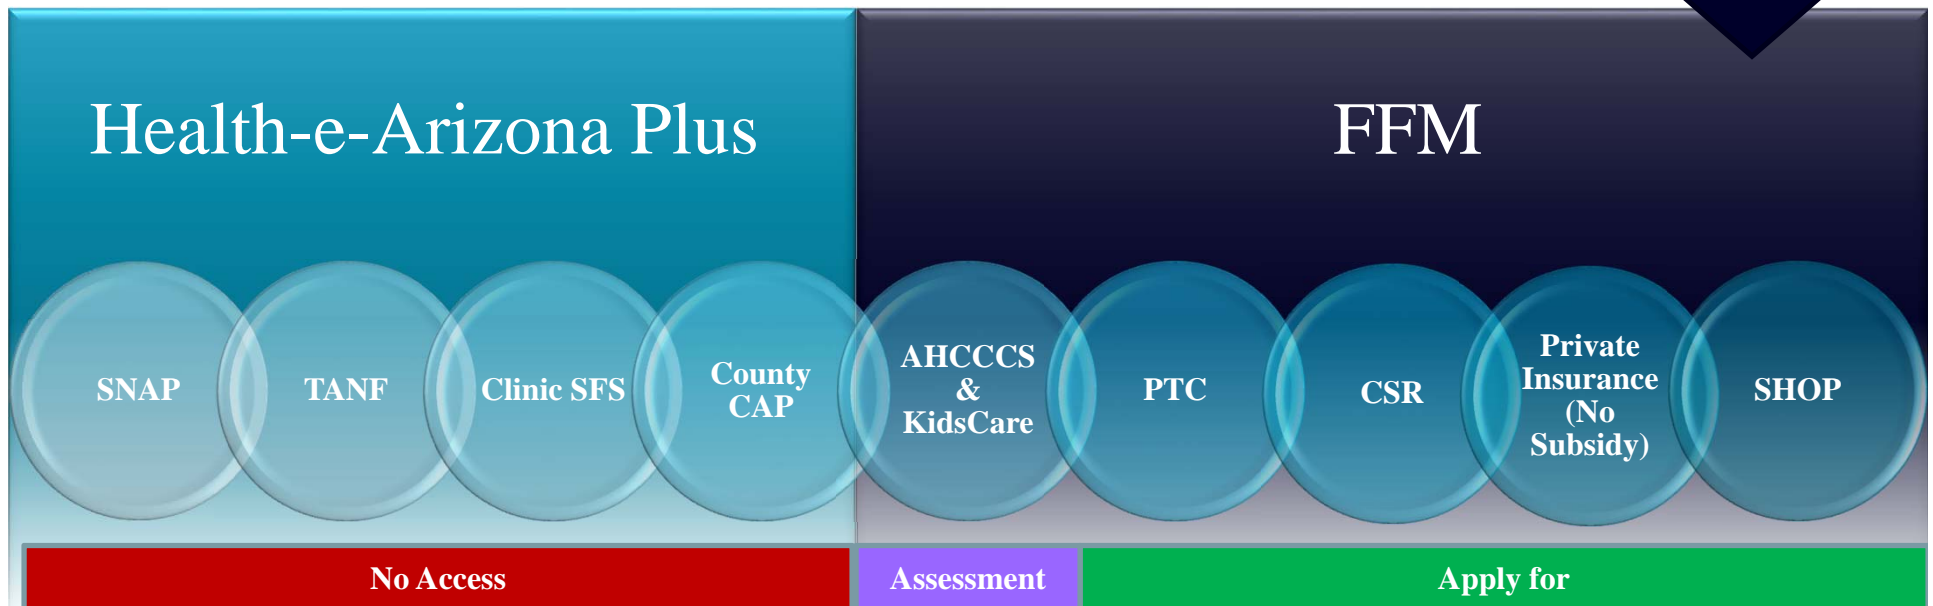 Health-e-Arizona Plus
FFM
SNAP
TANF
Clinic SFS
County
CAP
AHCCCS
&
KidsCare
PTC
CSR
Private
Insurance
(No
Subsidy)
SHOP
No Access
Assessment
Apply for